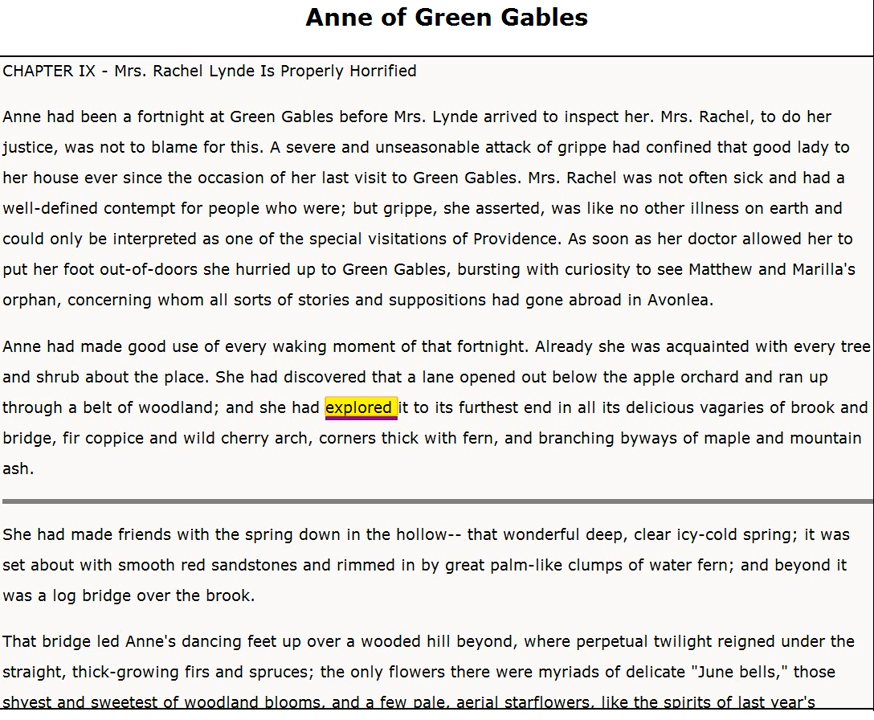 Anne of Green Gables
CHAPTER IX - Mrs. Rachel Lynde Is Properly Horrified
Anne had been a fortnight at Green Gables before Mrs. Lynde arrived to inspect her. Mrs. Rachel, to do her
justice, was not to blame for this. A severe and unseasonable attack of grippe had confined that good lady to
her house ever since the occasion of her last visit to Green Gables. Mrs. Rachel was not often sick and had a
well-defined contempt for people who were; but grippe, she asserted, was like no other illness on earth and
could only be interpreted as one of the special visitations of Providence. As soon as her doctor allowed her to
put her foot out-of-doors she hurried up to Green Gables, bursting with curiosity to see Matthew and Marilla's
orphan, concerning whom all sorts of stories and suppositions had gone abroad in Avonlea.
Anne had made good use of every waking moment of that fortnight. Already she was acquainted with every tree
and shrub about the place. She had discovered that a lane opened out below the apple orchard and ran up
through a belt of woodland; and she had explored it to its furthest end in all its delicious vagaries of brook and
bridge, fir coppice and wild cherry arch, corners thick with fern, and branching byways of maple and mountain
ash.
She had made friends with the spring down in the hollow-- that wonderful deep, clear icy-cold spring; it was
set about with smooth red sandstones and rimmed in by great palm-like clumps of water fern; and beyond it
was a log bridge over the brook.
That bridge led Anne's dancing feet up over a wooded hill beyond, where perpetual twilight reigned under the
straight, thick-growing firs and spruces; the only flowers there were myriads of delicate "June bells," those
shyest and sweetest of woodland blooms, and a few pale, aerial starflowers, like the spirits of last year's